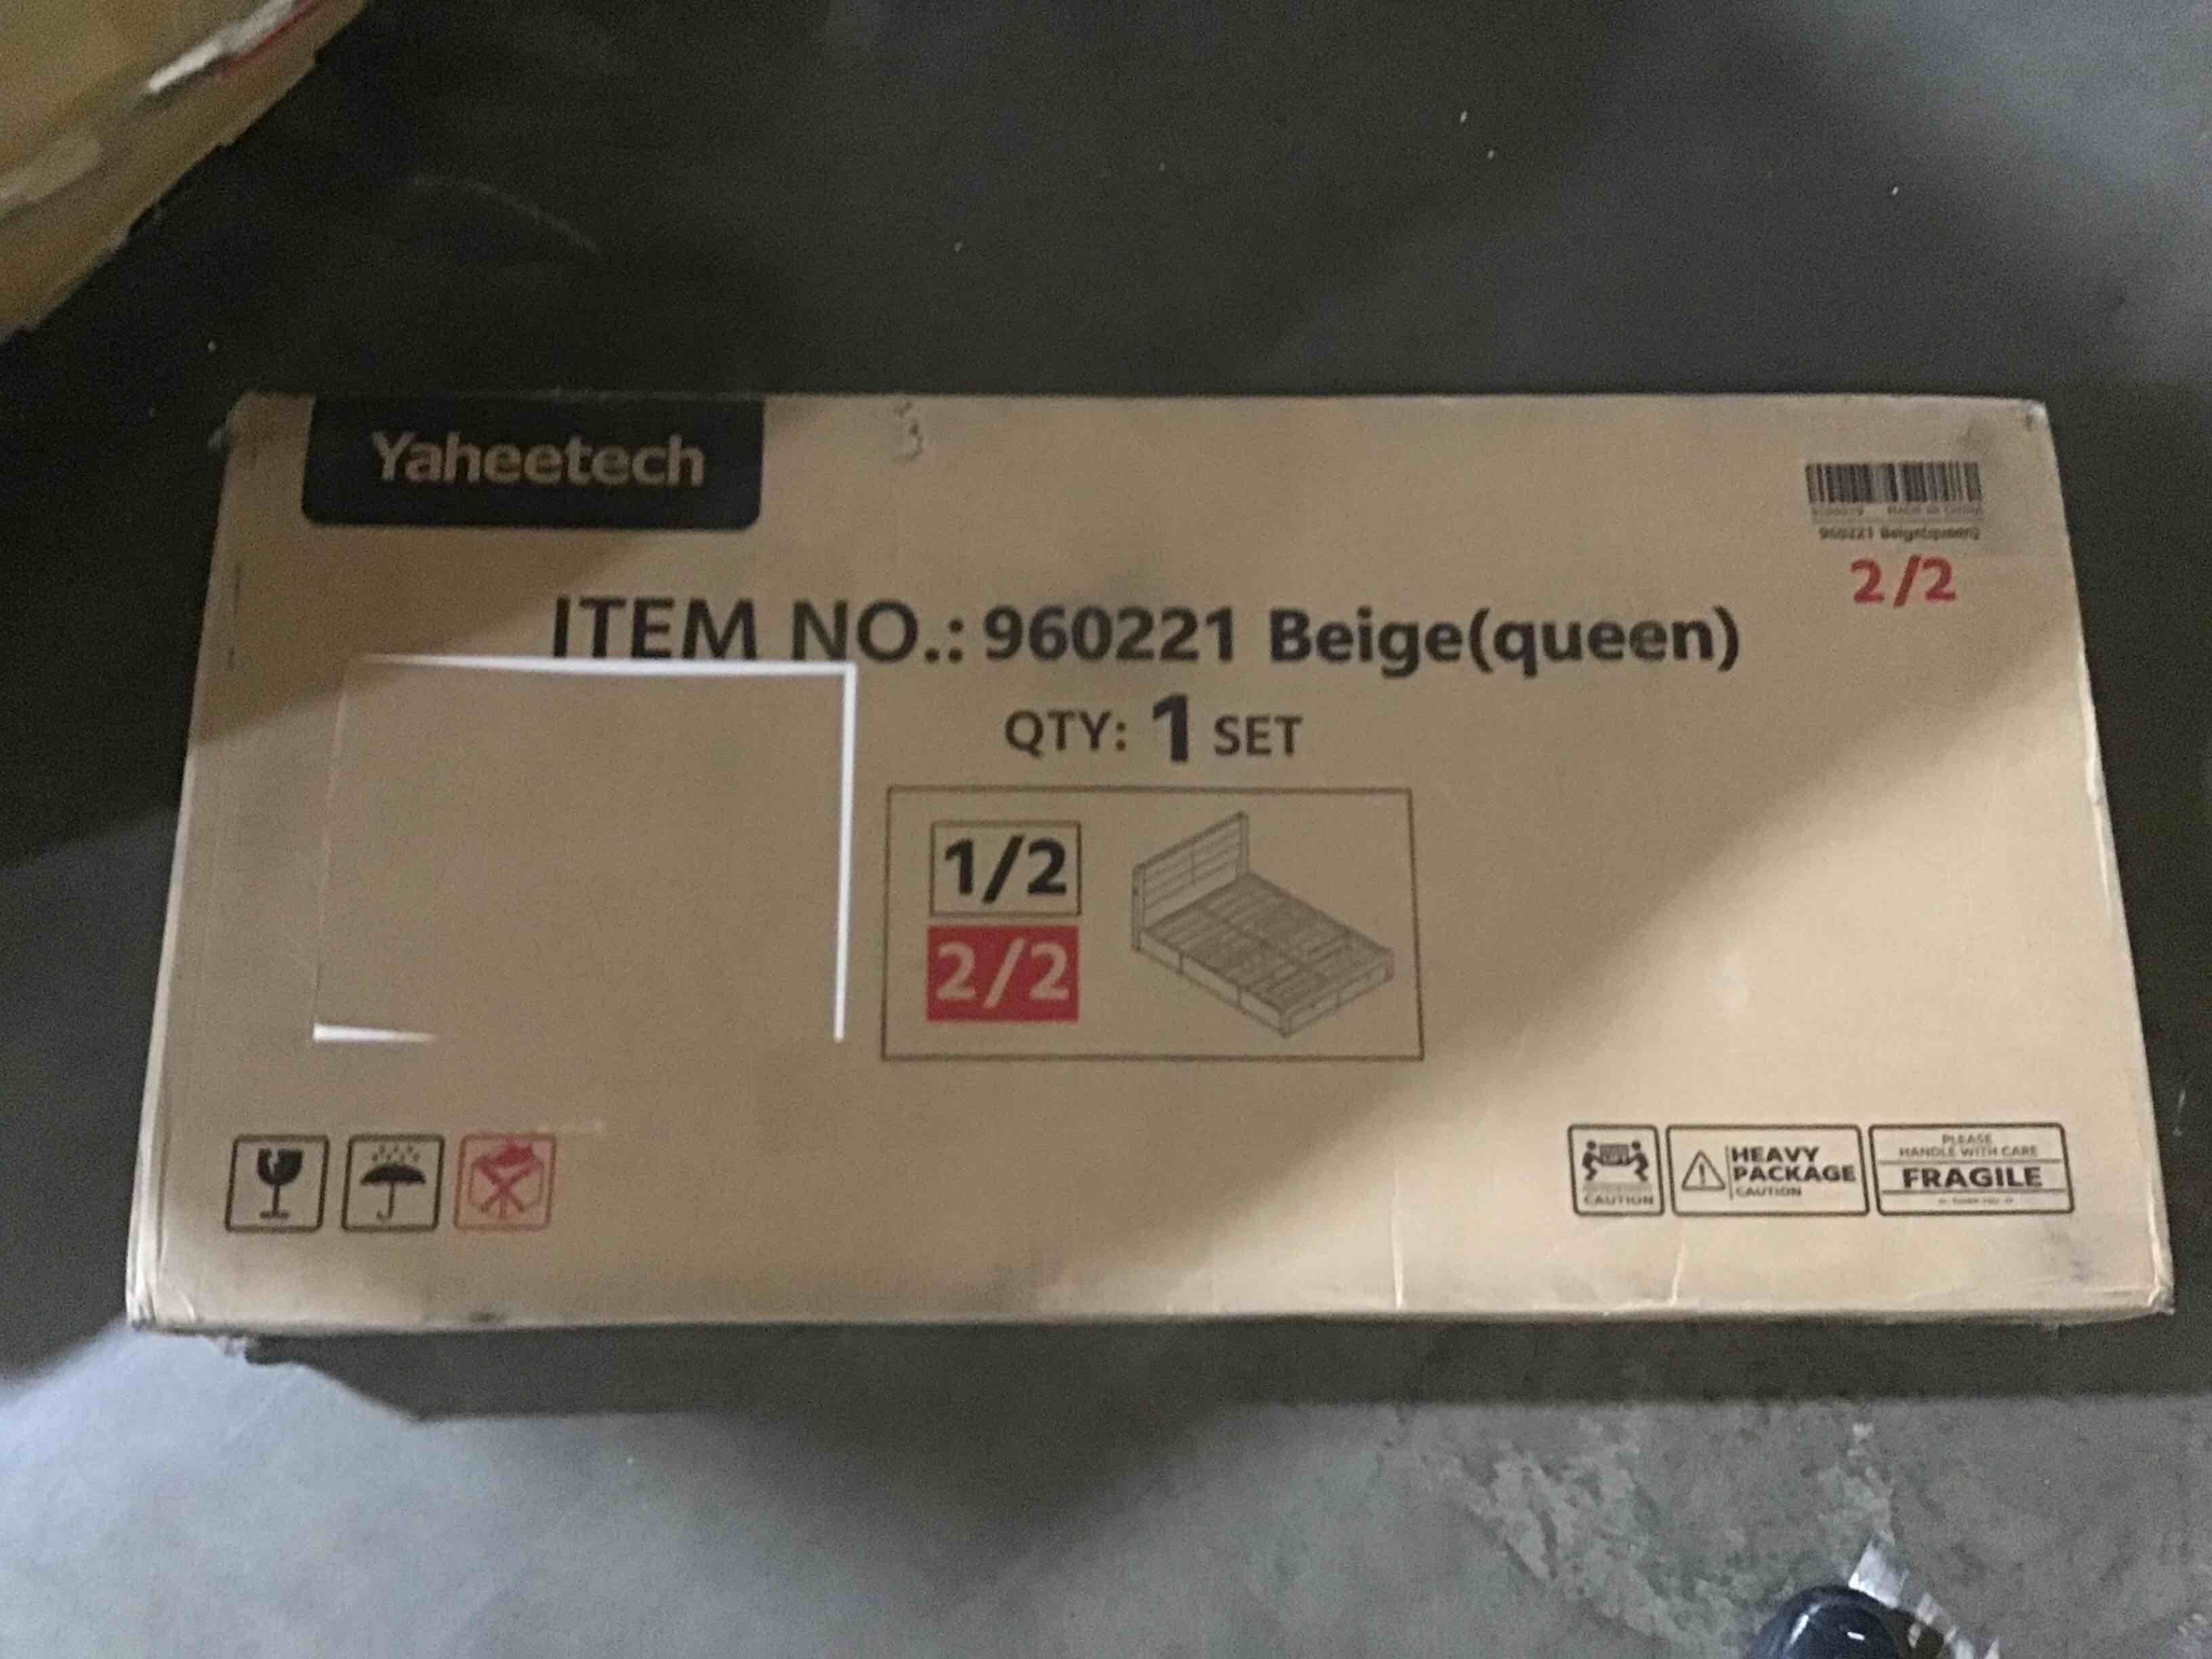 Yaheetech
2/2
960221 Beige(queen)
ITEM NO.: 960221 Beige(queen)
QTY: 1 SET
1/2
2/2
CAUTION
HEAVY
PACKAGE
CAUTION
PLEASE
HANDLE WITH CARE
FRAGILE